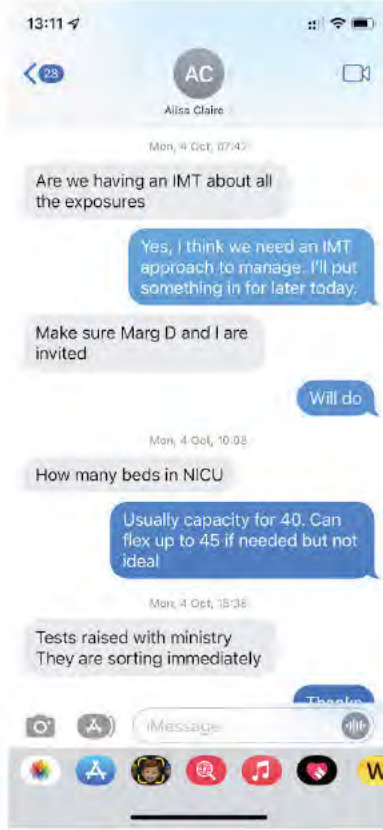 13:11
28
AC
Ailsa Claire
Mon, 4 Oct, 07:42
Are we having an IMT about all
the exposures
Yes, I think we need an IMT
approach to manage. I'll put
something in for later today.
Make sure Marg D and I are
invited
Will do
Mon, 4 Oct, 10:08
How many beds in NICU
Usually capacity for 40. Can
flex up to 45 if needed but not
ideal
Mon, 4 Oct, 15:38
Tests raised with ministry
They are sorting immediately
Thanks
iMessage
W